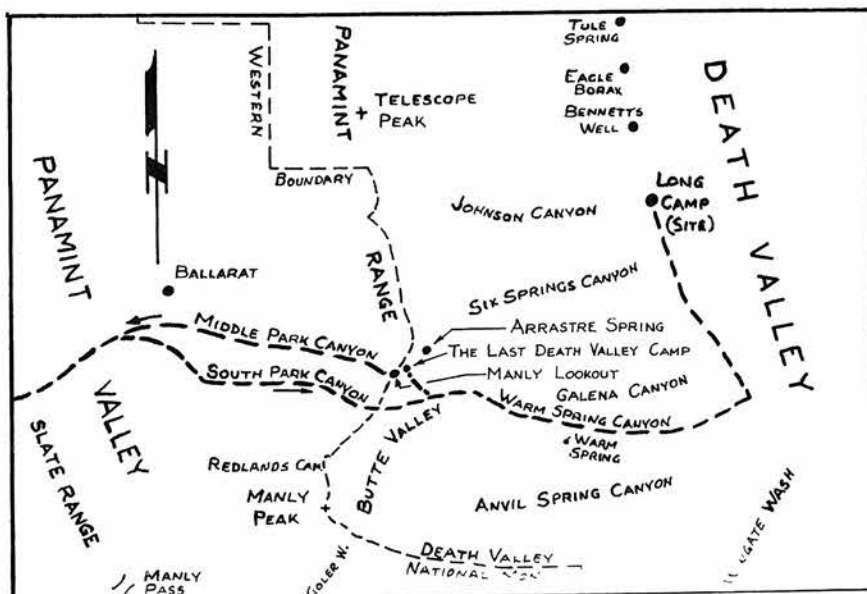 TULE
SPRING
EAGLE
BORAX
BENNETTS
WELL
DEATH VALLEY
PANAMINT
TELESCOPE
PEAK
WESTERN
BOUNDARY
LONG
CAMP
(SITE)
JOHNSON CANYON
PANAMINT
RANGE
BALLARAT
SIX SPRINGS CANYON
ARRASTRE SPRING
MIDDLE PARK CANYON
THE LAST DEATH VALLEY CAMP
MANLY LOOKOUT
SOUTH PARK CANYON
GALENA CANYON
WARM SPRING CANYON
VALLEY
WARM
SPRING
BUTTE VALLEY
SLATE RANGE
REDLANDS
MANLY
PEAK
ANVIL SPRING CANYON
WASH
DEATH VALLEY
NATIONAL
MANLY
PASS